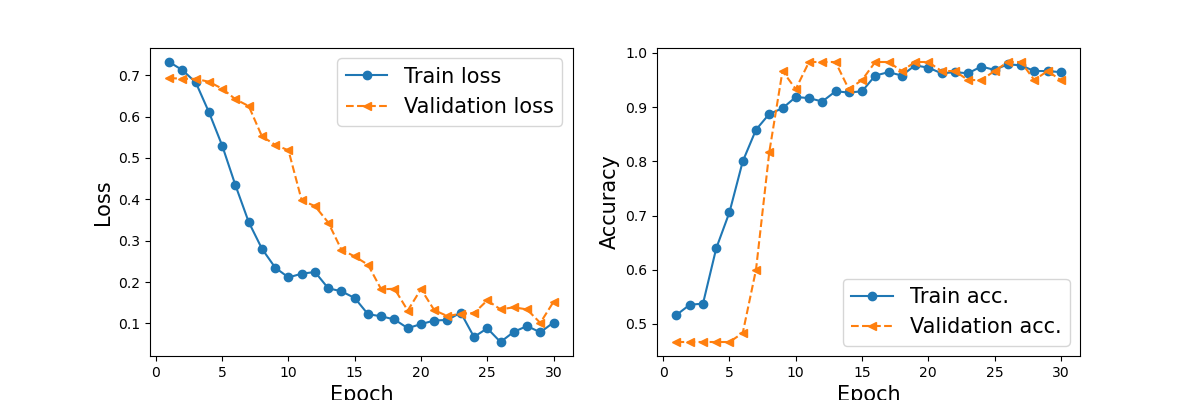 0.7
0.6
0.5
0.4
0.3
0.2
0.1
Loss
Train loss
Validation loss
0 5 10 15 20 25 30
Epoch
1.0
0.9
0.8
0.7
0.6
0.5
Accuracy
Train acc.
Validation acc.
0 5 10 15 20 25 30
Epoch